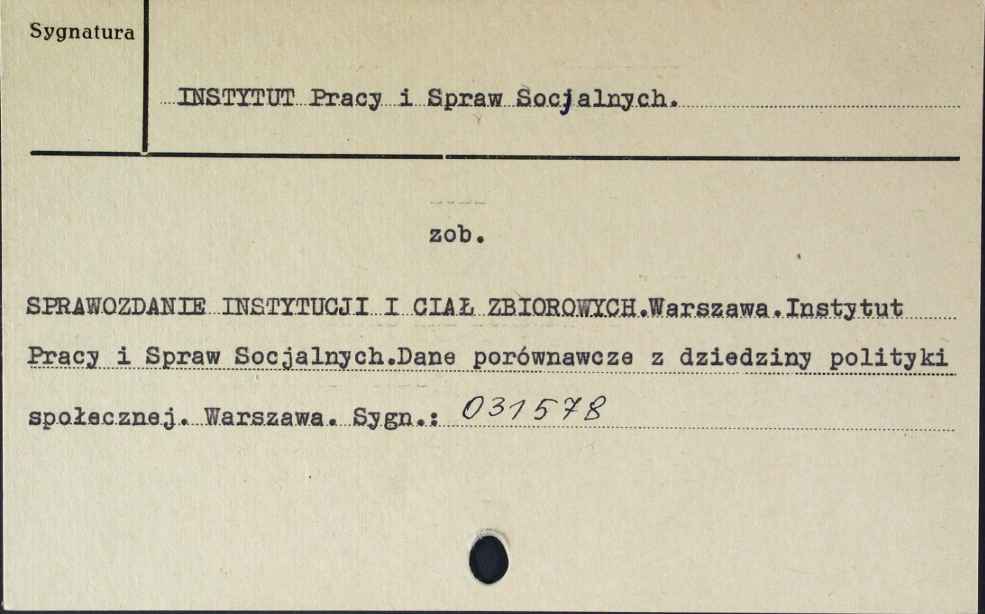 Sygnatura
INSTYTUT Pracy i Spraw Socjalnych.
zob.
SPRAWOZDANIE INSTYTUCJI I CIAŁ ZBIOROWYCH.Warszawa.Instytut
Pracy i Spraw Socjalnych.Dane porównawcze z dziedziny polityki
społecznej. Warszawa. Sygn.: 031578